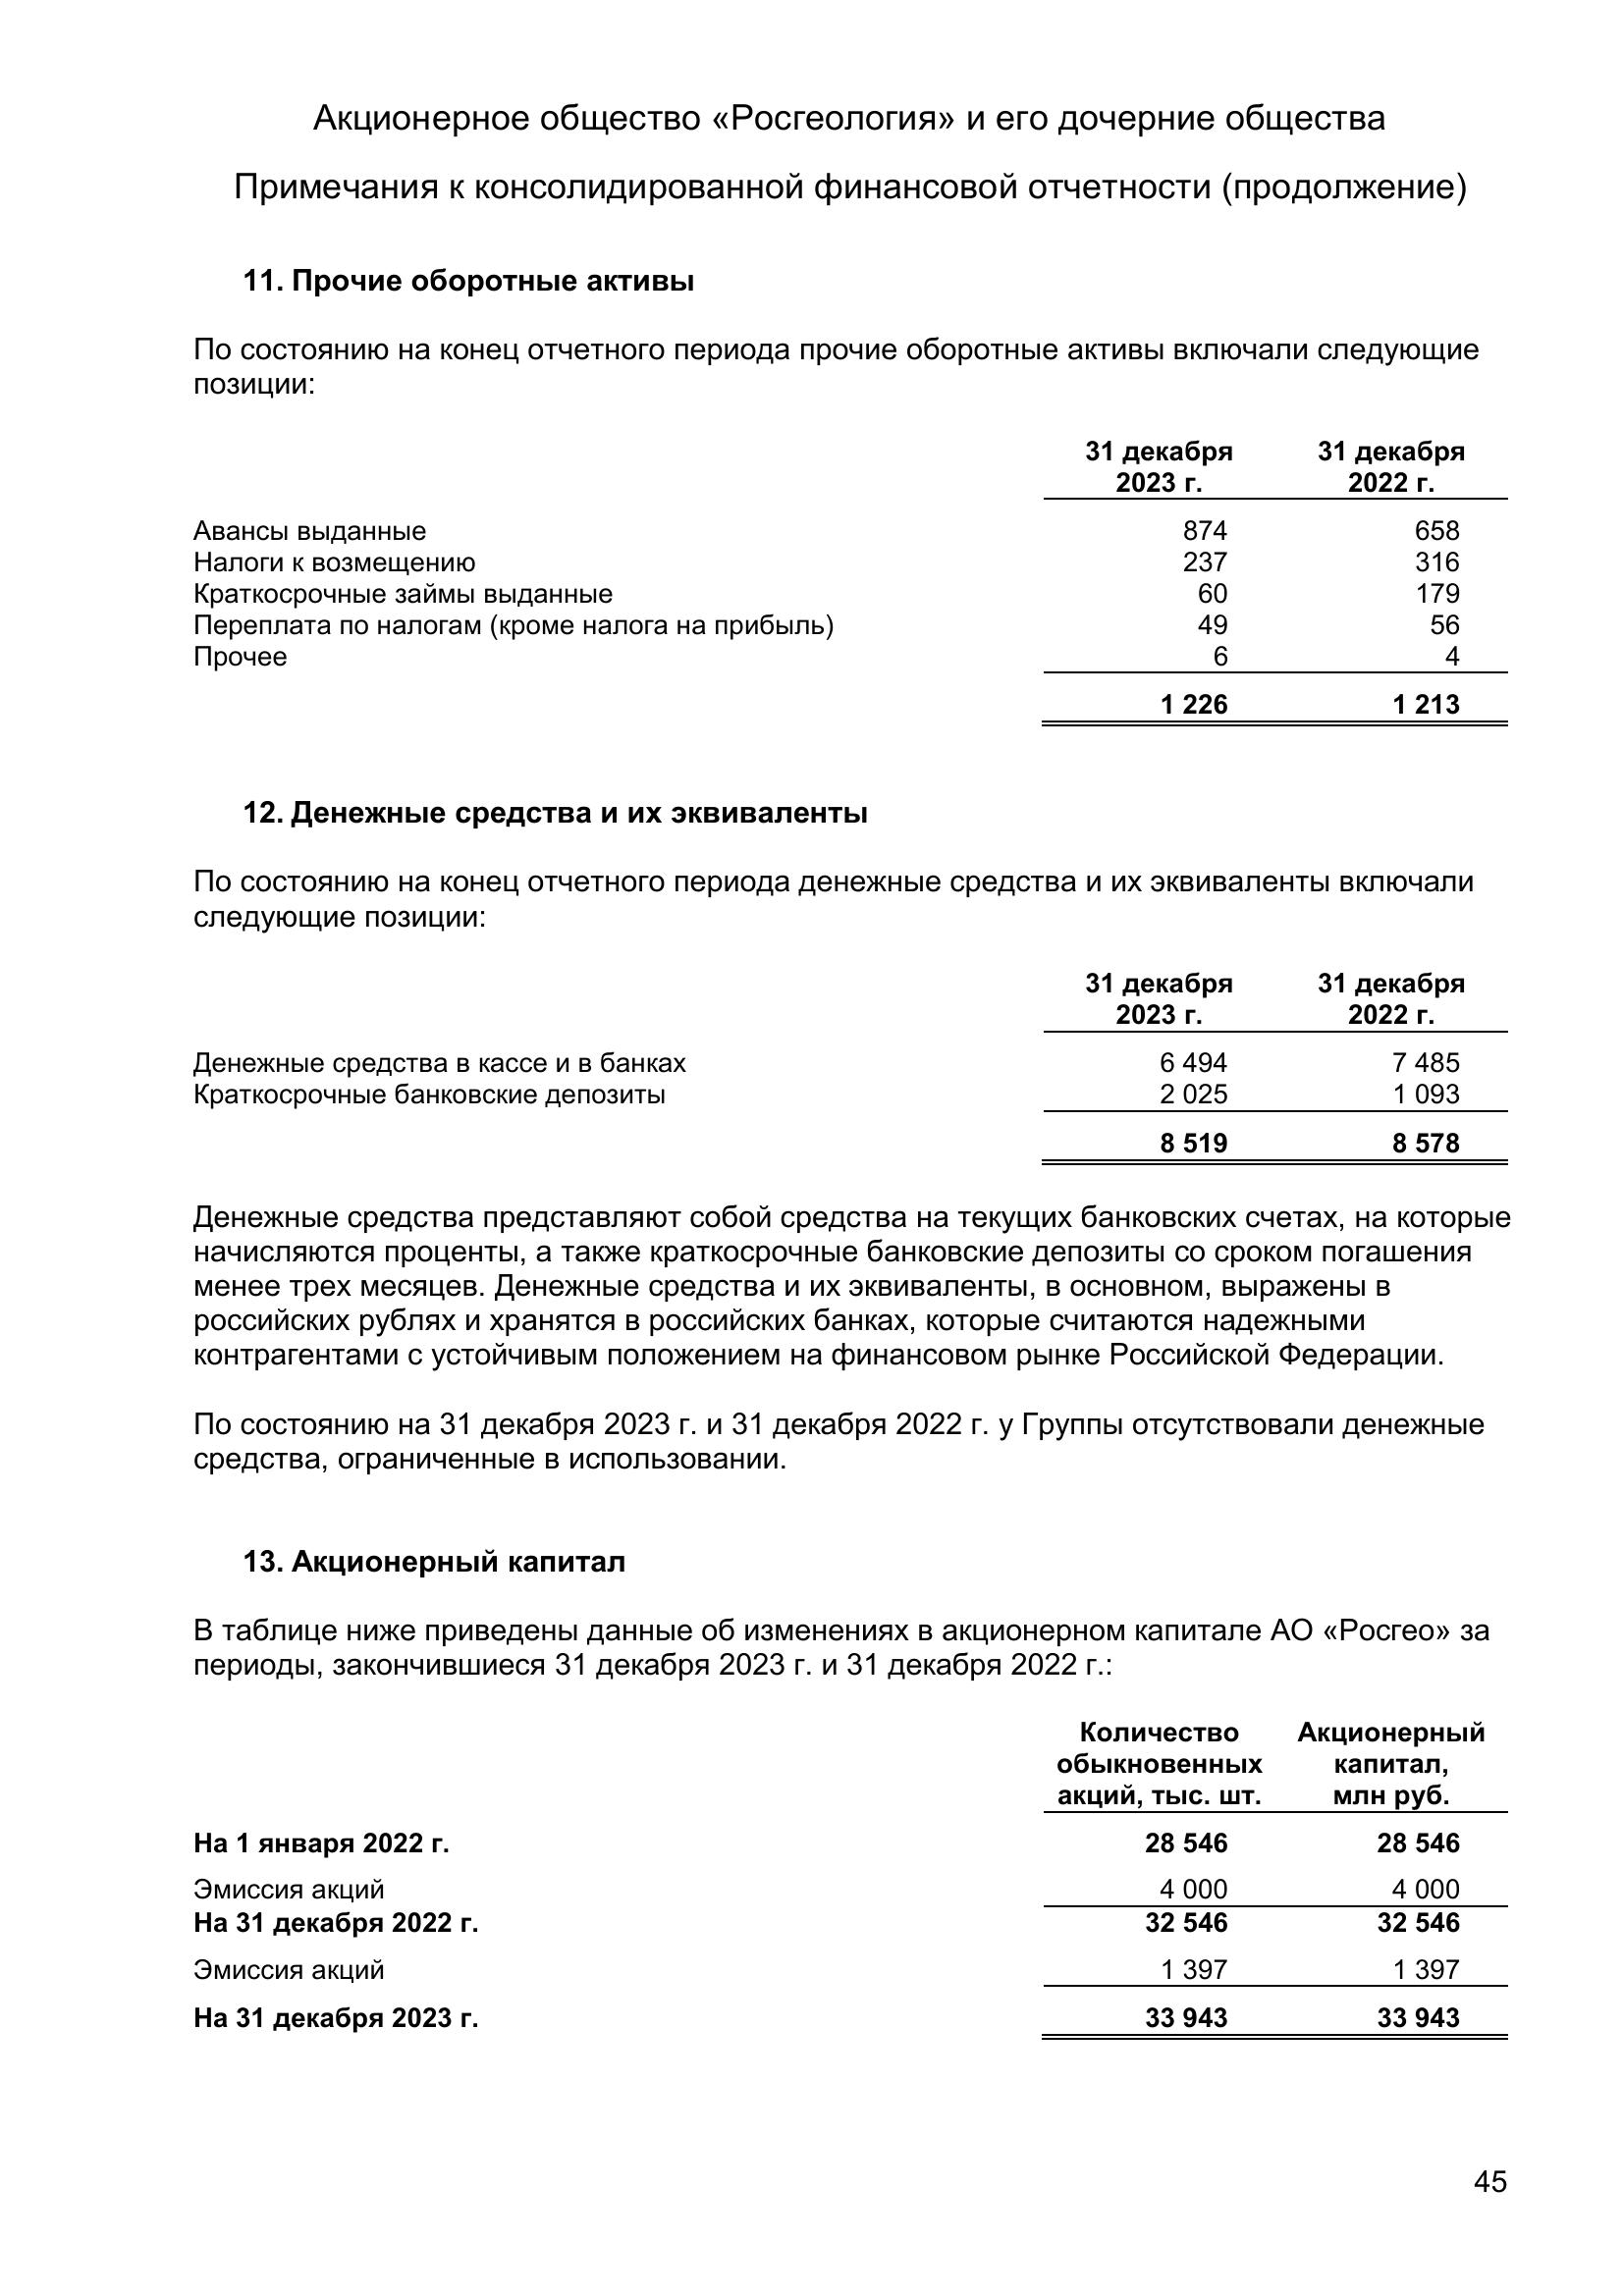 Акционерное общество «Росгеология» и его дочерние общества
Примечания к консолидированной финансовой отчетности (продолжение)
11. Прочие оборотные активы
По состоянию на конец отчетного периода прочие оборотные активы включали следующие
позиции:
31 декабря 31 декабря
2023 г. 2022 г.
Авансы выданные 874 658
Налоги к возмещению 237 316
Краткосрочные займы выданные 60 179
Переплата по налогам (кроме налога на прибыль) 49 56
Прочее 6 4
1 226 1 213
12. Денежные средства и их эквиваленты
По состоянию на конец отчетного периода денежные средства и их эквиваленты включали
следующие позиции:
31 декабря 31 декабря
2023 г. 2022 г.
Денежные средства в кассе и в банках 6 494 7 485
Краткосрочные банковские депозиты 2 025 1 093
8 519 8 578
Денежные средства представляют собой средства на текущих банковских счетах, на которые
начисляются проценты, а также краткосрочные банковские депозиты со сроком погашения
менее трех месяцев. Денежные средства и их эквиваленты, в основном, выражены в
российских рублях и хранятся в российских банках, которые считаются надежными
контрагентами с устойчивым положением на финансовом рынке Российской Федерации.
По состоянию на 31 декабря 2023 г. и 31 декабря 2022 г. у Группы отсутствовали денежные
средства, ограниченные в использовании.
13. Акционерный капитал
В таблице ниже приведены данные об изменениях в акционерном капитале АО «Росгео» за
периоды, закончившиеся 31 декабря 2023 г. и 31 декабря 2022 г.:
Количество Акционерный
обыкновенных капитал,
акций, тыс. шт. млн руб.
На 1 января 2022 г. 28 546 28 546
Эмиссия акций 4 000 4 000
На 31 декабря 2022 г. 32 546 32 546
Эмиссия акций 1 397 1 397
На 31 декабря 2023 г. 33 943 33 943
45